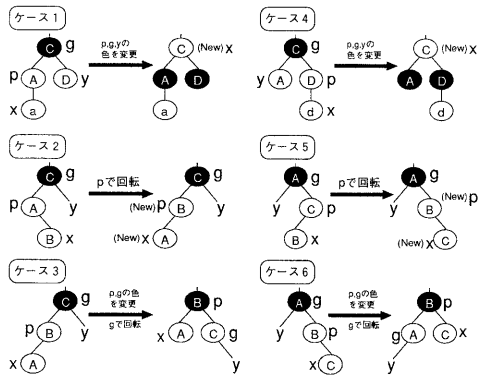 ケース1
C g
p A D y
x a
p,g,yの
色を変更
C (New) x
A D
a
ケース4
C g
y A D p
d x
p,g,yの
色を変更
C (New) x
A D
d
ケース2
C g
p A y
B x
pで回転
C g
(New) p B y
(New) x A
ケース5
A g
y C p
B x
pで回転
A g
y B (New) p
(New) x C
ケース3
C g
p B y
x A
p,gの色
を変更
gで回転
B p
x A C g
y
ケース6
A g
y B p
x C
p,gの色
を変更
gで回転
B p
g A C x
y